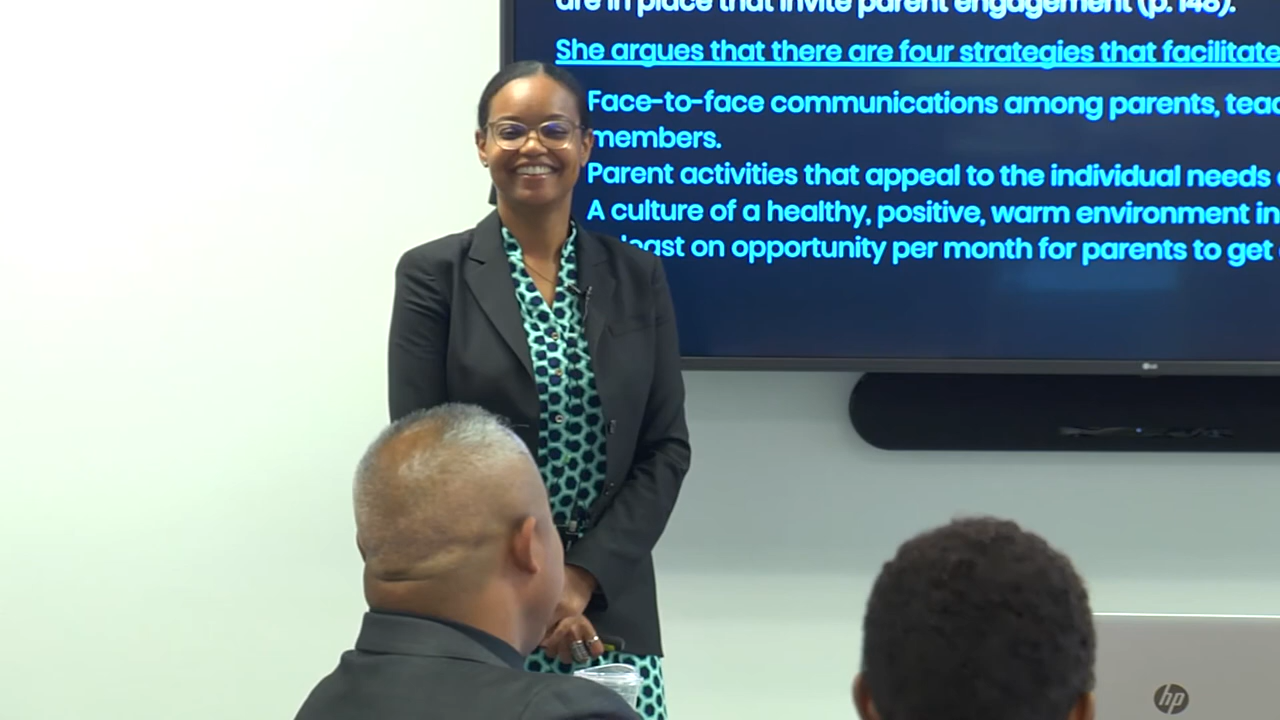 are in place that invite parent engagement (p. 148).
She argues that there are four strategies that facilitate
Face-to-face communications among parents,
members.
Parent activities that appeal to the individual needs
A culture of a healthy, positive, warm environment in
least on opportunity per month for parents to get
LG
hp